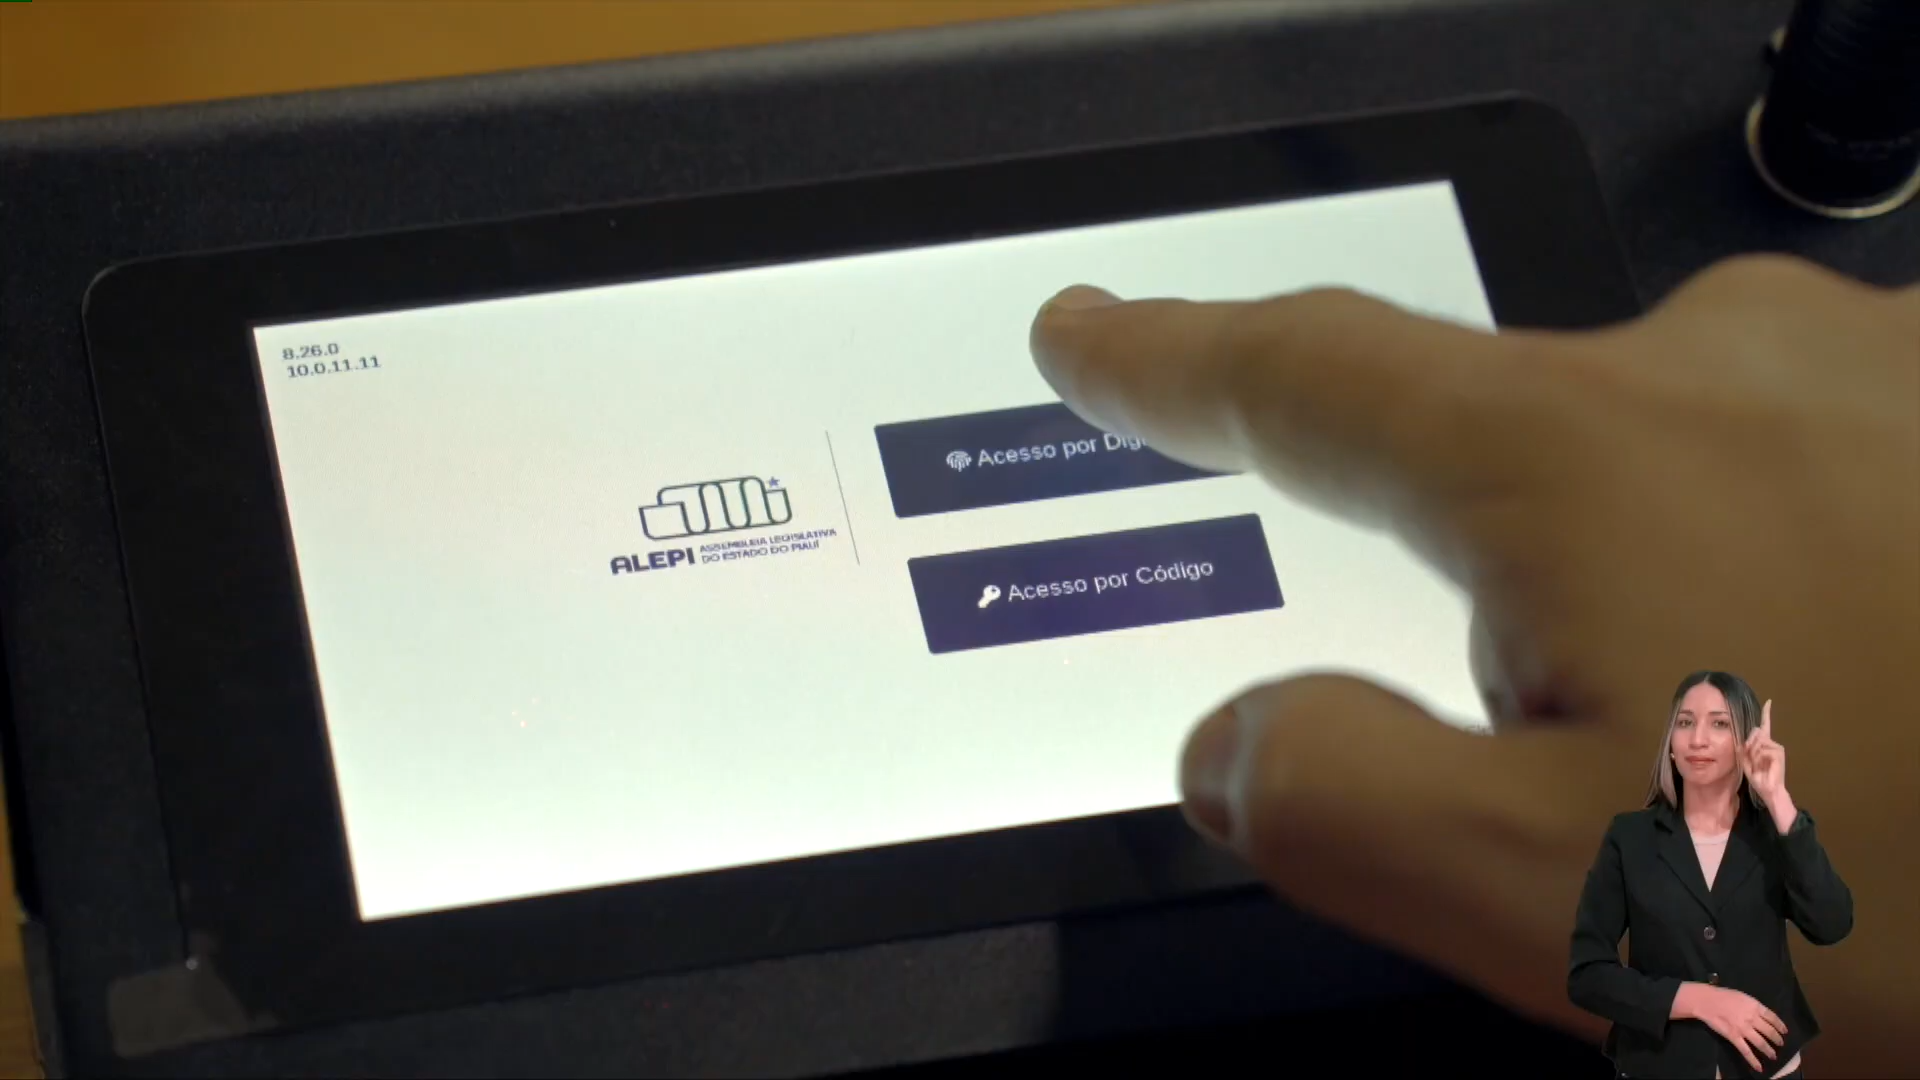 8.26.0
10.0.11.11
Acesso por Digi
ALEPI ASSEMBLEIA LEGISLATIVA
DO ESTADO DO PIAUÍ
Acesso por Código